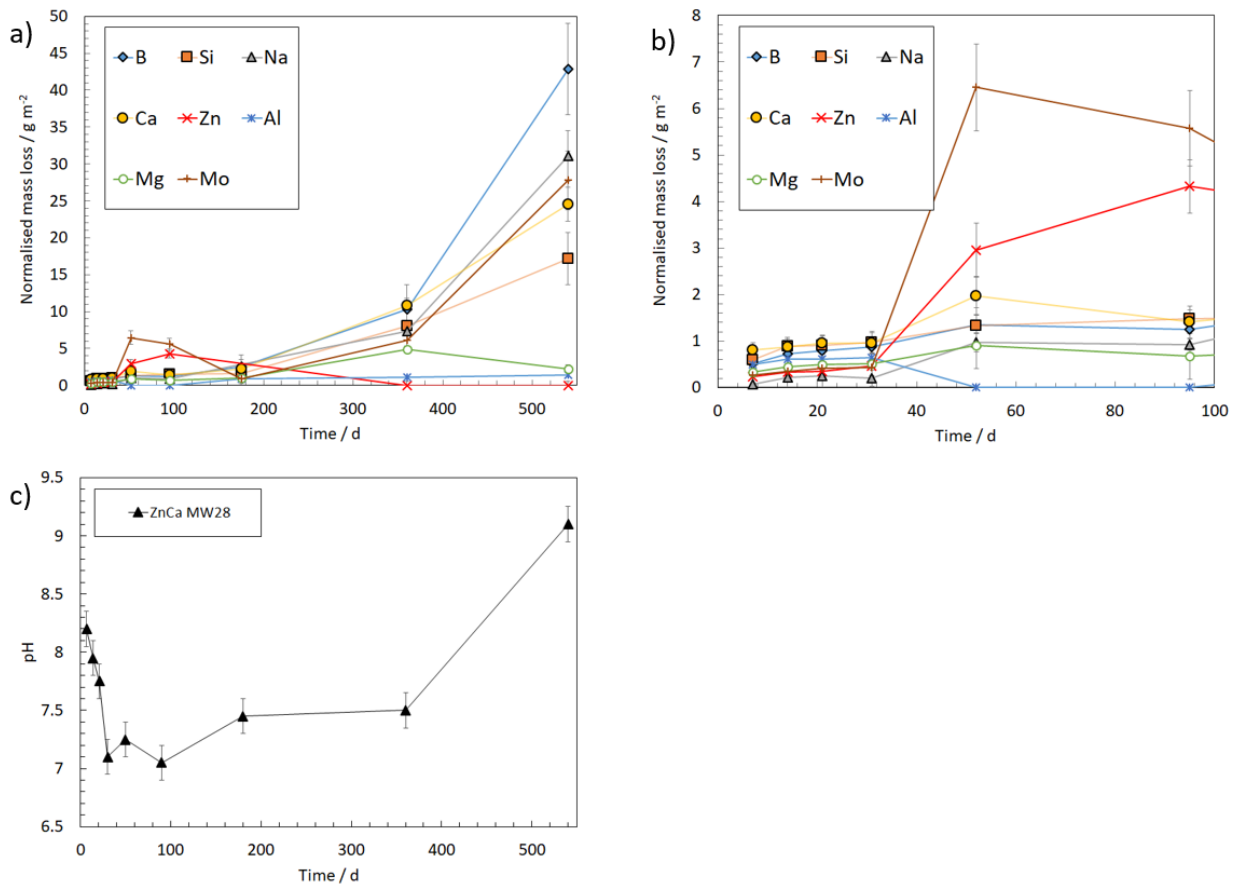 a)
Normalised mass loss / g m⁻²
50
45
40
35
30
25
20
15
10
5
0
B Si Na
Ca Zn Al
Mg Mo
0 100 200 300 400 500
Time / d
b)
Normalised mass loss / g m⁻²
8
7
6
5
4
3
2
1
0
B Si Na
Ca Zn Al
Mg Mo
0 20 40 60 80 100
Time / d
c)
pH
9.5
9
8.5
8
7.5
7
6.5
ZnCa MW28
0 100 200 300 400 500
Time / d